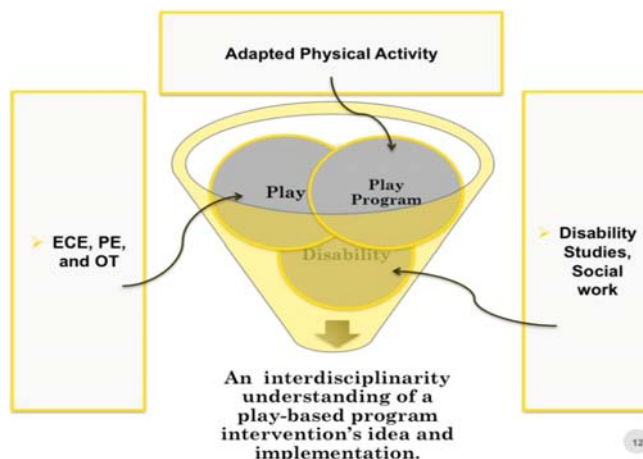 Adapted Physical Activity
ECE, PE,
and OT
Play
Play
Program
Disability
Disability
Studies,
Social
work
An interdisciplinarity
understanding of a
play-based program
intervention's idea and
implementation.
12